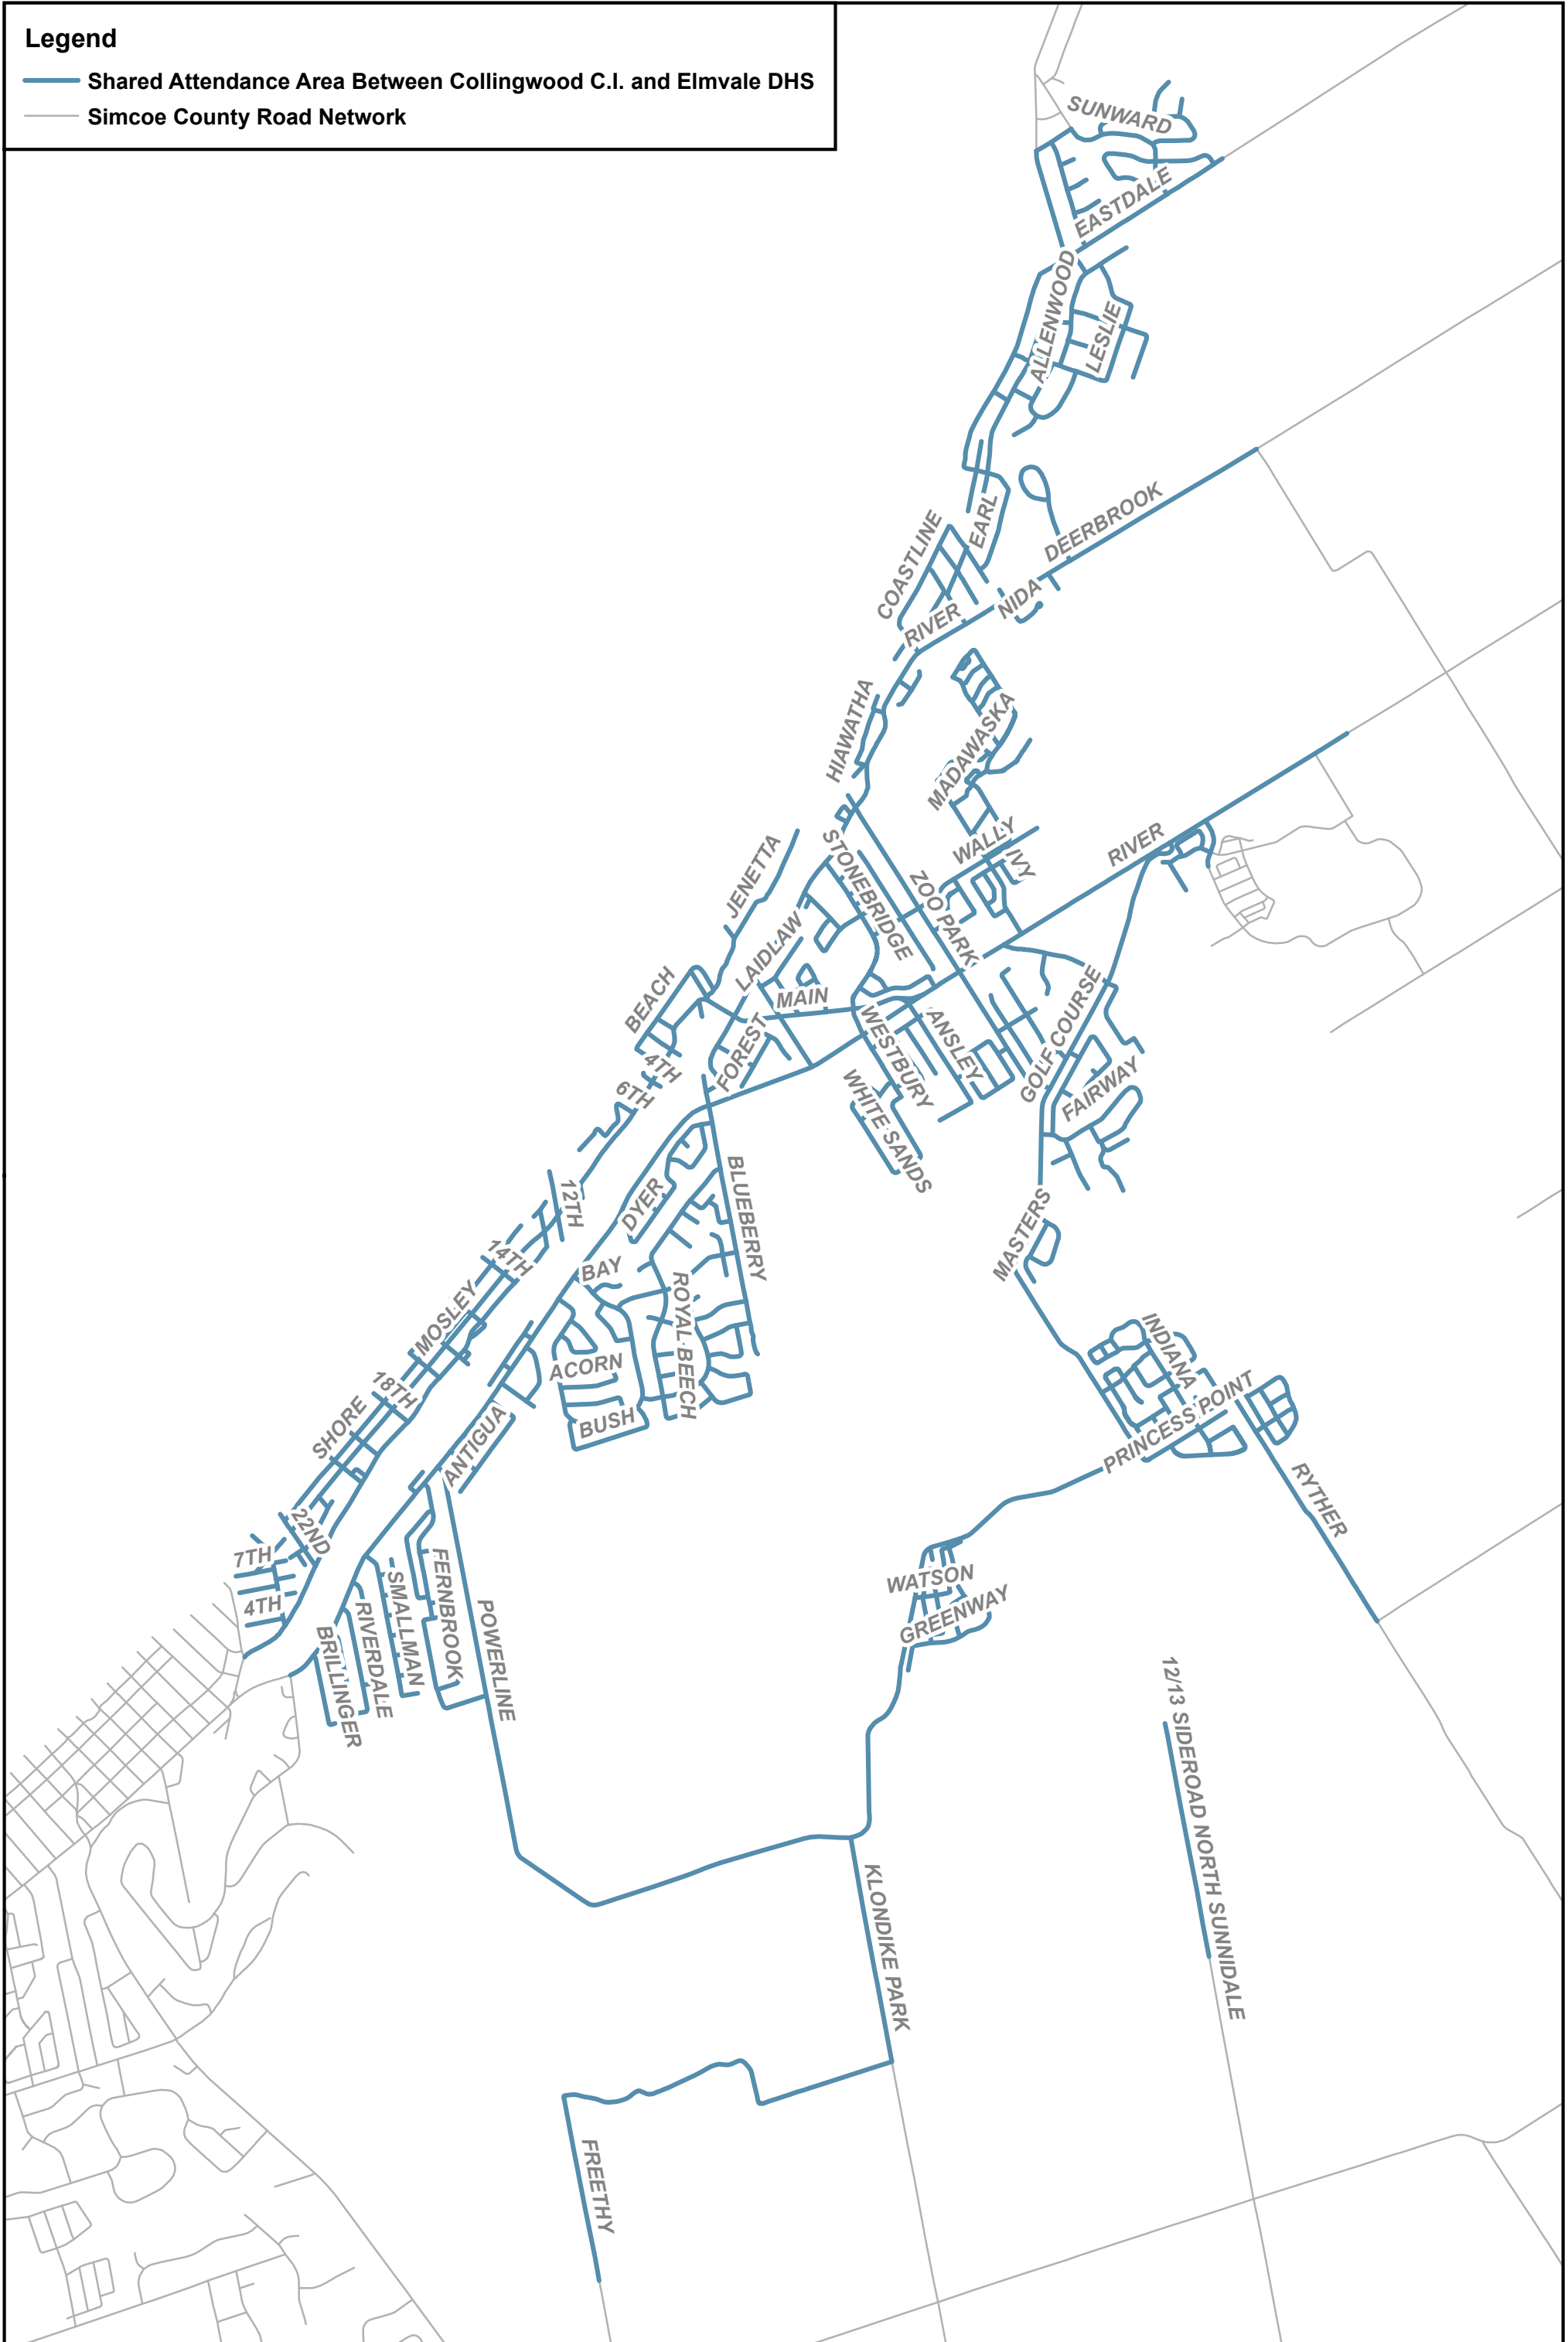 Legend
Shared Attendance Area Between Collingwood C.I. and Elmvale DHS
Simcoe County Road Network
SUNWARD
EASTDALE
ALLENWOOD
LESLIE
EARL
COASTLINE
DEERBROOK
NIDA
RIVER
HIAWATHA
MADAWASKA
WALLY
IVY
RIVER
STONEBRIDGE
ZOO PARK
JENETTA
LAIDLAW
BEACH
MAIN
FOREST
4TH
6TH
WESTBURY
ANSLEY
GOLF COURSE
FAIRWAY
WHITE SANDS
12TH
DYER
BLUEBERRY
MASTERS
14TH
BAY
ROYAL BEECH
MOSLEY
ACORN
INDIANA
18TH
BUSH
PRINCESS POINT
SHORE
ANTIGUA
RYTHER
22ND
7TH
4TH
FERNBROOK
SMALLMAN
RIVERDALE
BRILLINGER
POWERLINE
WATSON
GREENWAY
12/13 SIDEROAD NORTH SUNNIDALE
KLONDIKE PARK
FREETHY